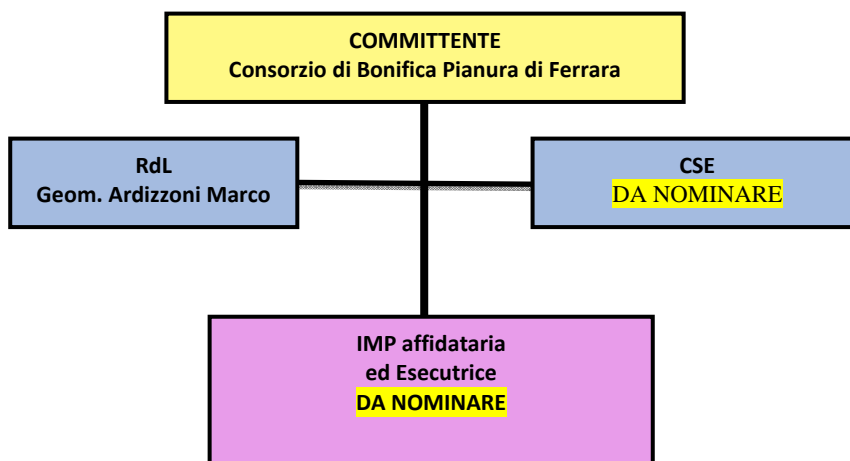 COMMITTENTE
Consorzio di Bonifica Pianura di Ferrara
RdL
Geom. Ardizzoni Marco
CSE
DA NOMINARE
IMP affidataria
ed Esecutrice
DA NOMINARE